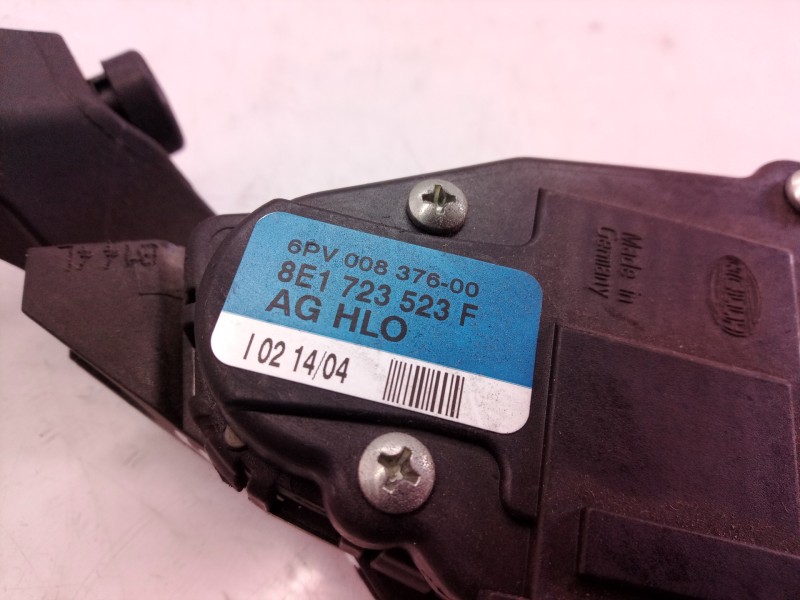 6PV 008 376-00
8E1 723 523 F
AG HLO
I 02 14/04
Made in
Germany